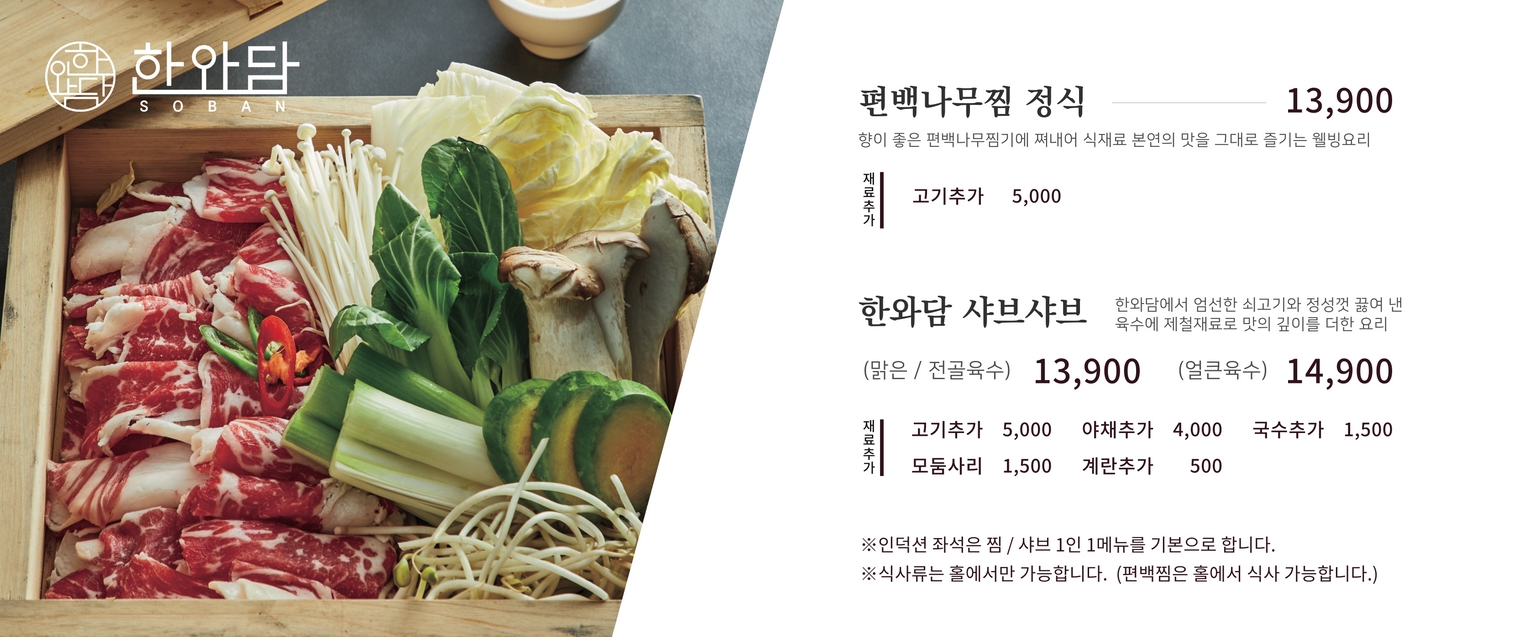 한와담
한와담
SOBAN
편백나무찜 정식 13,900
향이 좋은 편백나무찜기에 쪄내어 식재료 본연의 맛을 그대로 즐기는 웰빙요리
재료추가
고기추가 5,000
한와담 샤브샤브
한와담에서 엄선한 쇠고기와 정성껏 끓여 낸
육수에 제철재료로 맛의 깊이를 더한 요리
(맑은 / 전골육수) 13,900 (얼큰육수) 14,900
재료추가
고기추가 5,000 야채추가 4,000 국수추가 1,500
모둠사리 1,500 계란추가 500
※인덕션 좌석은 찜 / 샤브 1인 1메뉴를 기본으로 합니다.
※식사류는 홀에서만 가능합니다. (편백찜은 홀에서 식사 가능합니다.)